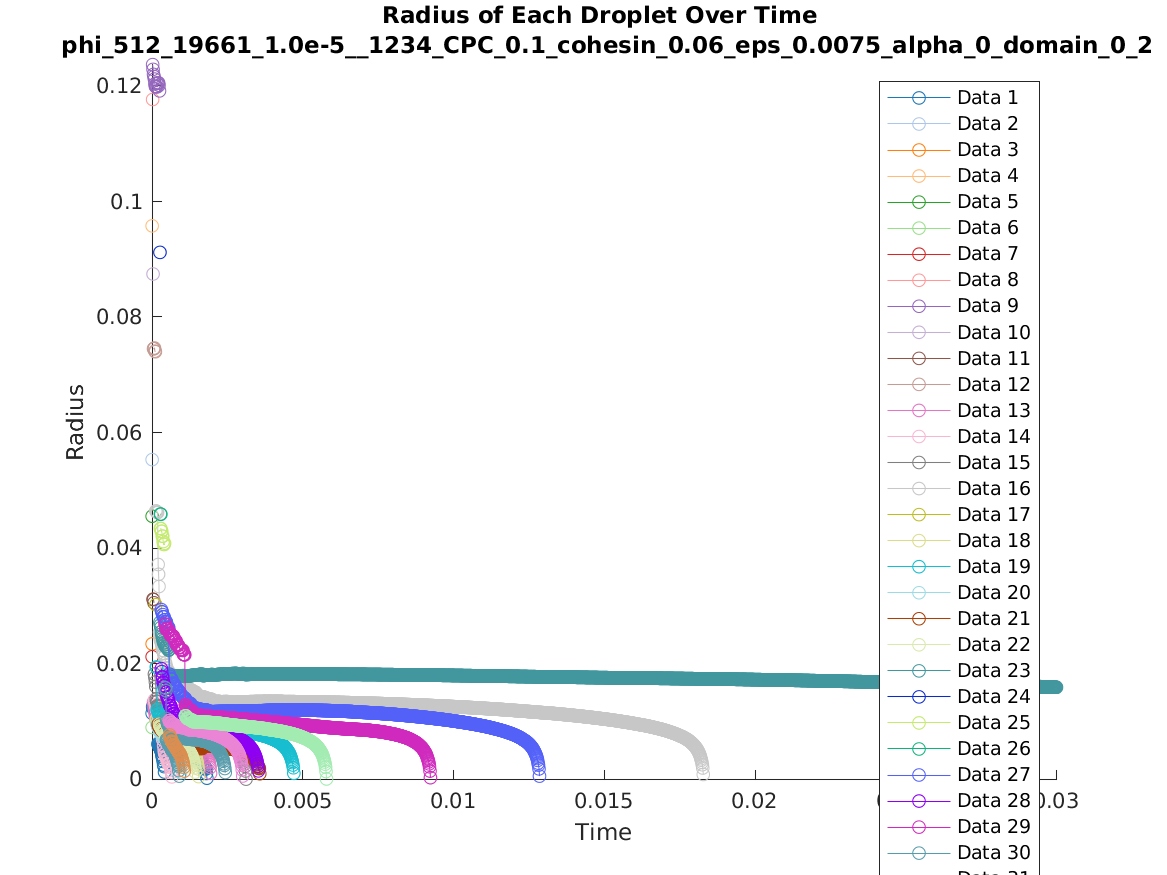 Radius of Each Droplet Over Time
phi_512_19661_1.0e-5__1234_CPC_0.1_cohesin_0.06_eps_0.0075_alpha_0_domain_0_2
0.12
0.1
0.08
0.06
0.04
0.02
0
Radius
0
0.005
0.01
0.015
0.02
0.03
Time
Data 1
Data 2
Data 3
Data 4
Data 5
Data 6
Data 7
Data 8
Data 9
Data 10
Data 11
Data 12
Data 13
Data 14
Data 15
Data 16
Data 17
Data 18
Data 19
Data 20
Data 21
Data 22
Data 23
Data 24
Data 25
Data 26
Data 27
Data 28
Data 29
Data 30